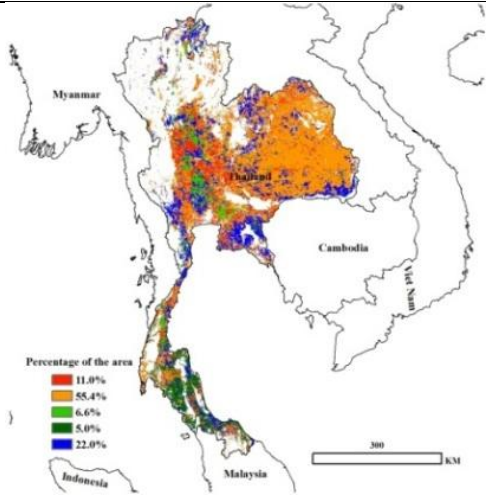 Myanmar
Thailand
Cambodia
Viet Nam
Percentage of the area
11.0%
55.4%
6.6%
5.0%
22.0%
)
300
KM
Indonesia
Malaysia